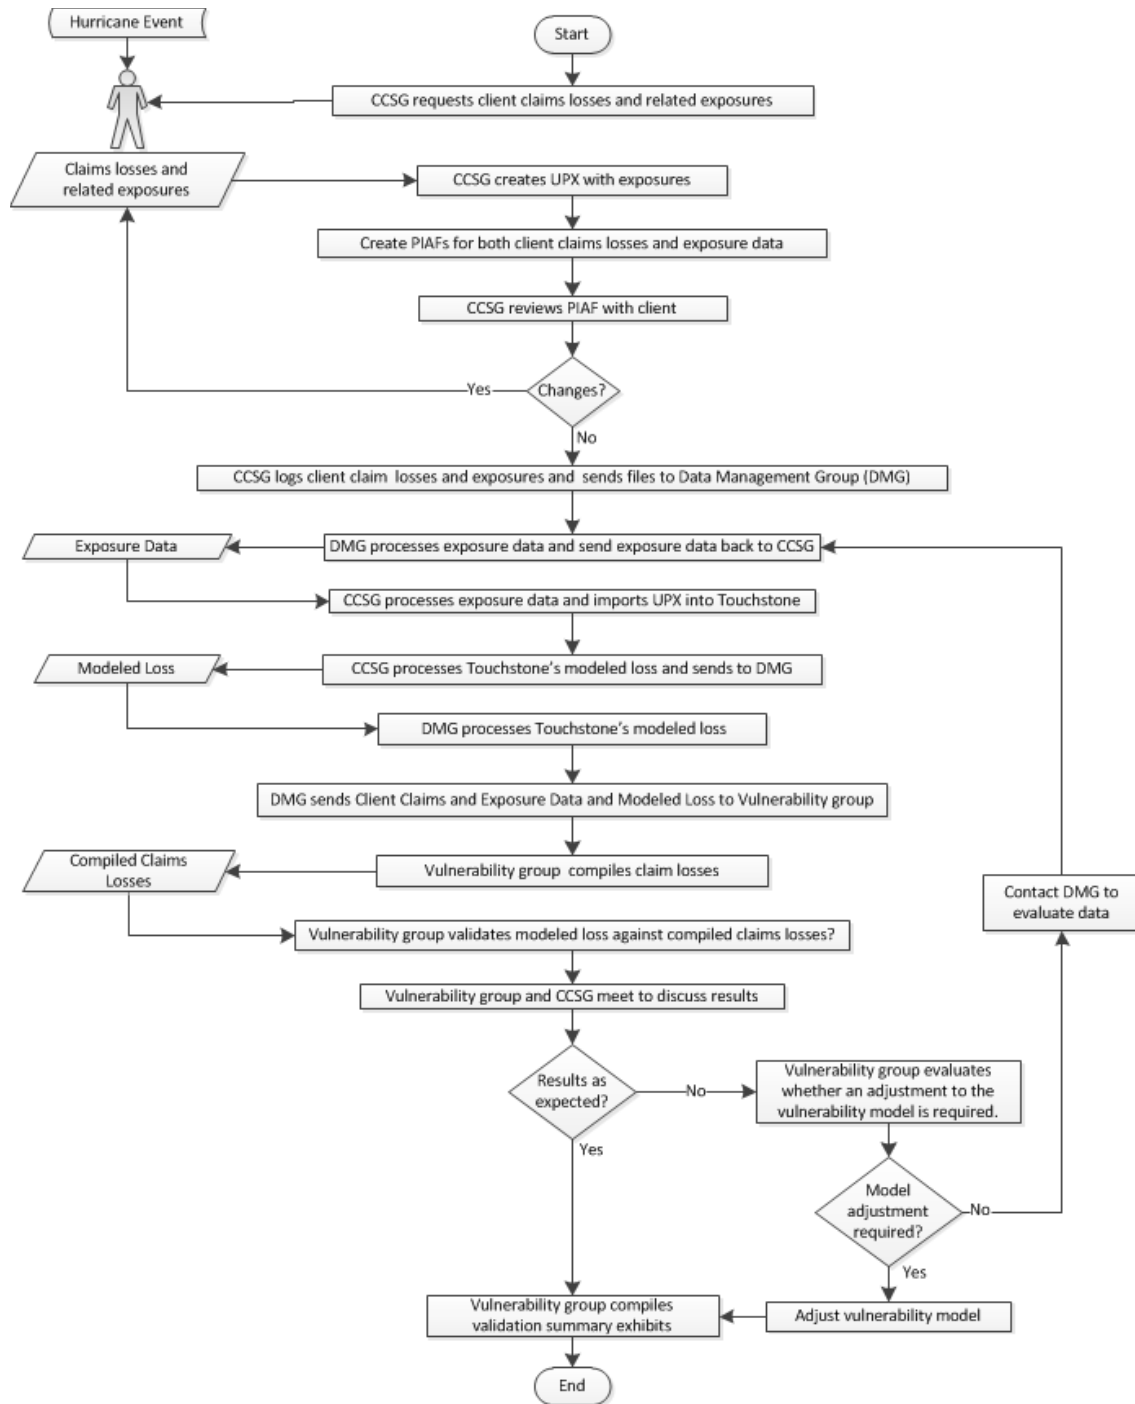 Hurricane Event
Start
CCSG requests client claims losses and related exposures
Claims losses and
related exposures
CCSG creates UPX with exposures
Create PIAFs for both client claims losses and exposure data
CCSG reviews PIAF with client
Changes?
Yes
No
CCSG logs client claim losses and exposures and sends files to Data Management Group (DMG)
Exposure Data
DMG processes exposure data and send exposure data back to CCSG
CCSG processes exposure data and imports UPX into Touchstone
Modeled Loss
CCSG processes Touchstone's modeled loss and sends to DMG
DMG processes Touchstone's modeled loss
DMG sends Client Claims and Exposure Data and Modeled Loss to Vulnerability group
Compiled Claims
Losses
Vulnerability group compiles claim losses
Contact DMG to
evaluate data
Vulnerability group validates modeled loss against compiled claims losses?
Vulnerability group and CCSG meet to discuss results
Results as
expected?
No
Vulnerability group evaluates
whether an adjustment to the
vulnerability model is required.
Yes
Model
adjustment
required?
No
Yes
Vulnerability group compiles
validation summary exhibits
Adjust vulnerability model
End